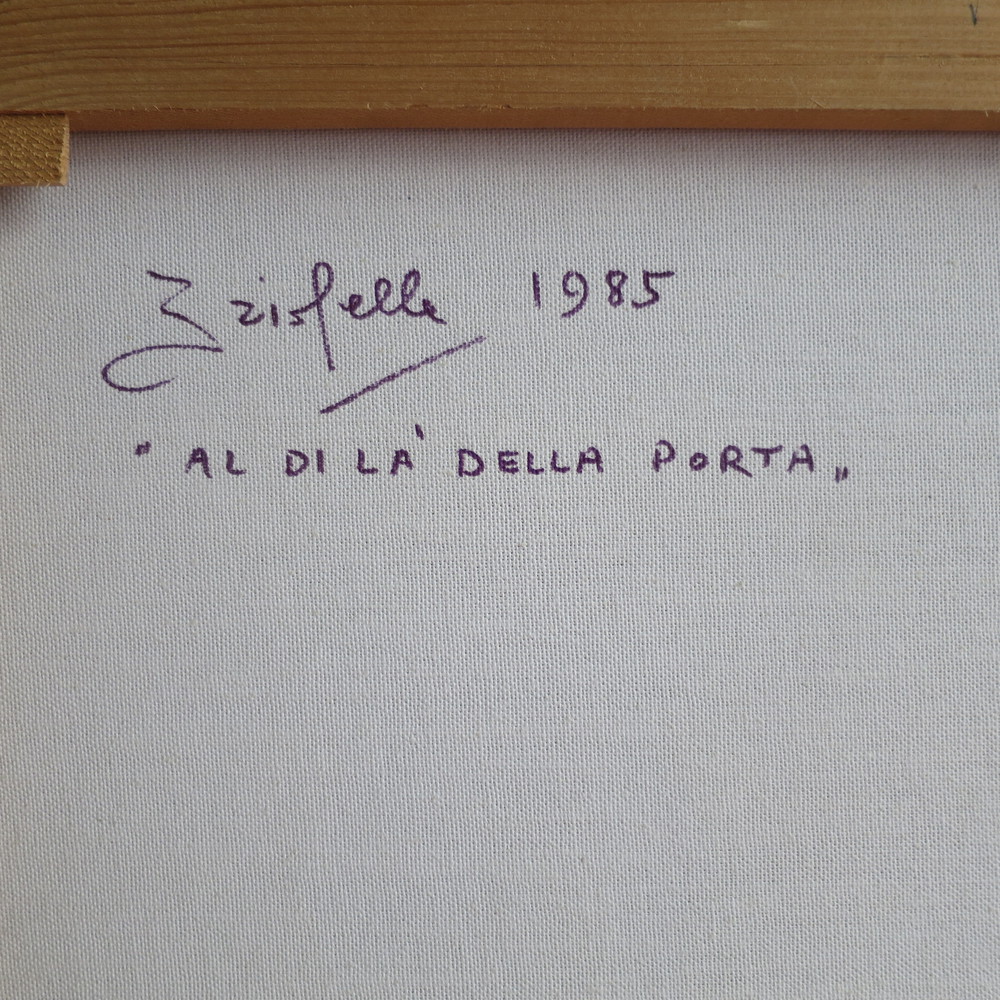 1985
" AL DI LA' DELLA PORTA „